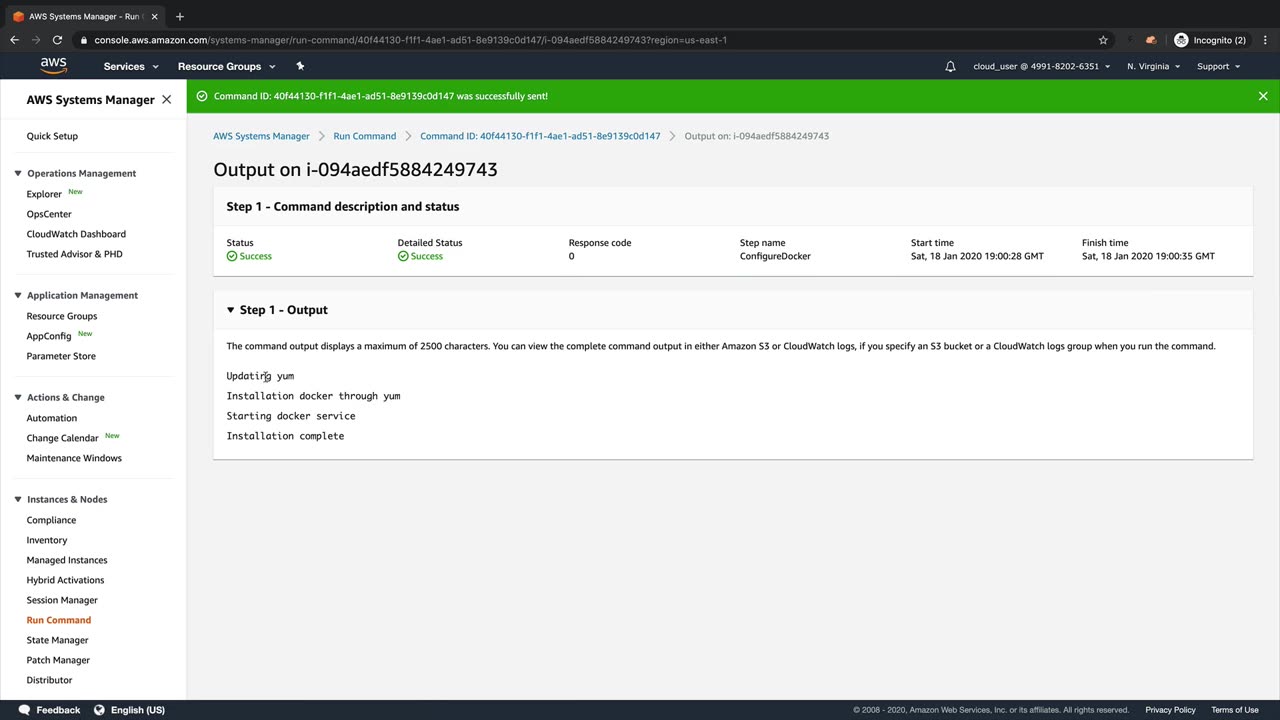 AWS Systems Manager - Run C
console.aws.amazon.com/systems-manager/run-command/40f44130-f1f1-4ae1-ad51-8e9139c0d147/i-094aedf5884249743?region=us-east-1
Incognito (2)
aws
Services
Resource Groups
cloud_user @ 4991-8202-6351
N. Virginia
Support
AWS Systems Manager
Command ID: 40f44130-f1f1-4ae1-ad51-8e9139c0d147 was successfully sent!
Quick Setup
Operations Management
Explorer New
OpsCenter
CloudWatch Dashboard
Trusted Advisor & PHD
Application Management
Resource Groups
AppConfig New
Parameter Store
Actions & Change
Automation
Change Calendar New
Maintenance Windows
Instances & Nodes
Compliance
Inventory
Managed Instances
Hybrid Activations
Session Manager
Run Command
State Manager
Patch Manager
Distributor
AWS Systems Manager > Run Command > Command ID: 40f44130-f1f1-4ae1-ad51-8e9139c0d147 > Output on: i-094aedf5884249743
Output on i-094aedf5884249743
Step 1 - Command description and status
Status
Success
Detailed Status
Success
Response code
0
Step name
ConfigureDocker
Start time
Sat, 18 Jan 2020 19:00:28 GMT
Finish time
Sat, 18 Jan 2020 19:00:35 GMT
Step 1 - Output
The command output displays a maximum of 2500 characters. You can view the complete command output in either Amazon S3 or CloudWatch logs, if you specify an S3 bucket or a CloudWatch logs group when you run the command.
Updating yum
Installation docker through yum
Starting docker service
Installation complete
Feedback
English (US)
© 2008 - 2020, Amazon Web Services, Inc. or its affiliates. All rights reserved.
Privacy Policy
Terms of Use